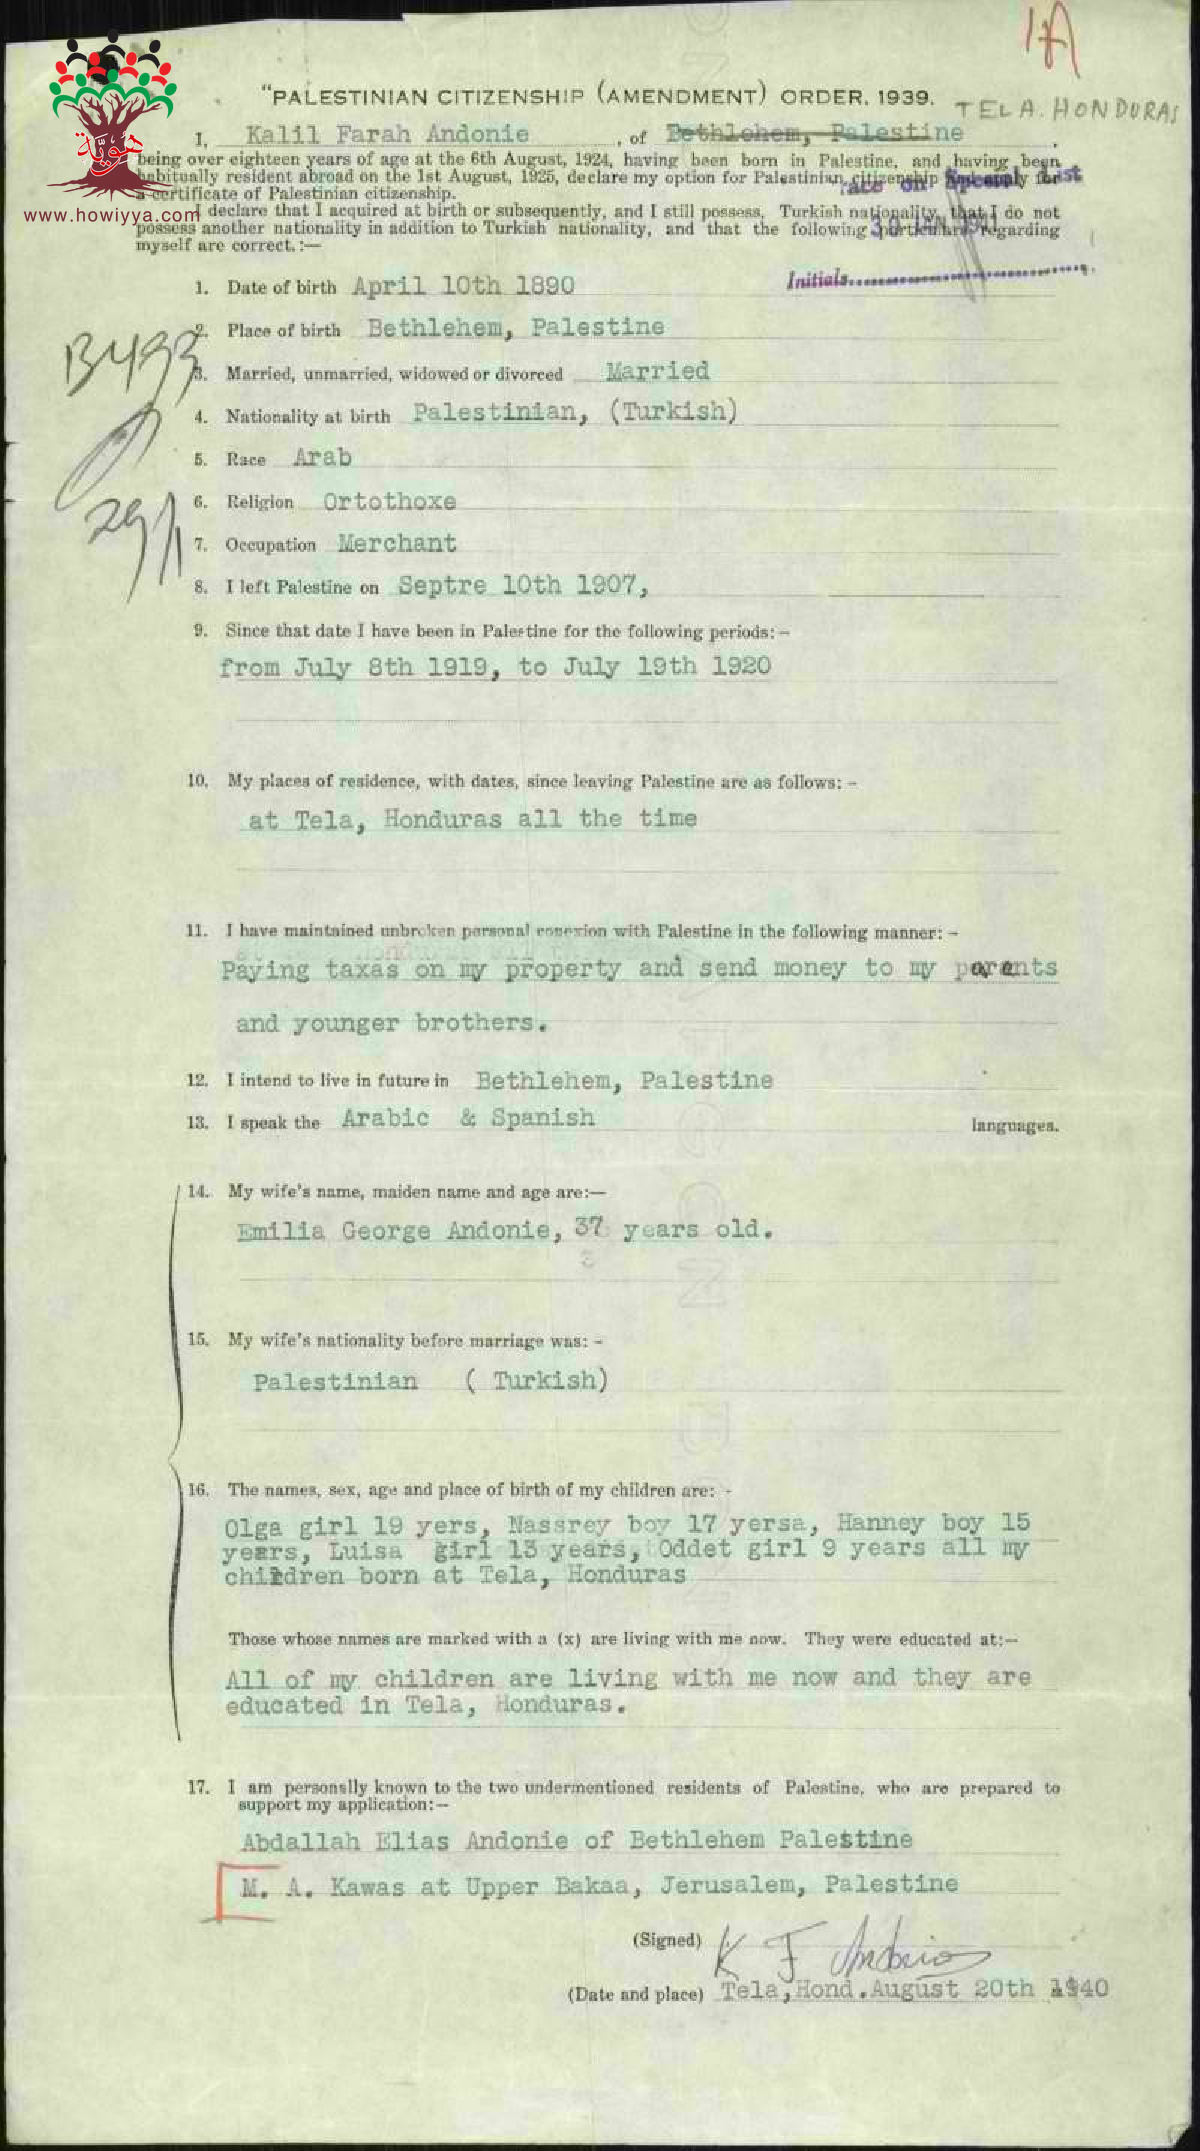 1A
"PALESTINIAN CITIZENSHIP (AMENDMENT) ORDER, 1939.
TELA. HONDURAS
I, Kalil Farah Andonie, of Bethlehem, Palestine.
being over eighteen years of age at the 6th August, 1924, having been born in Palestine, and having been
habitually resident abroad on the 1st August, 1925, declare my option for Palestinian citizenship and apply for
a certificate of Palestinian citizenship.
I declare that I acquired at birth or subsequently, and I still possess, Turkish nationality, that I do not
possess another nationality in addition to Turkish nationality, and that the following particulars regarding
myself are correct.:—
هوية
www.howiyya.com
Initials
1. Date of birth April 10th 1890
2. Place of birth Bethlehem, Palestine
B493
3. Married, unmarried, widowed or divorced Married
4. Nationality at birth Palestinian, (Turkish)
5. Race Arab
6. Religion Ortothoxe
29/1
7. Occupation Merchant
8. I left Palestine on Septre 10th 1907,
9. Since that date I have been in Palestine for the following periods:-
from July 8th 1919, to July 19th 1920
10. My places of residence, with dates, since leaving Palestine are as follows:-
at Tela, Honduras all the time
11. I have maintained unbroken personal conexion with Palestine in the following manner:-
Paying taxas on my property and send money to my parents
and younger brothers.
12. I intend to live in future in Bethlehem, Palestine
13. I speak the Arabic & Spanish languages.
14. My wife's name, maiden name and age are:—
Emilia George Andonie, 37 years old.
15. My wife's nationality before marriage was:-
Palestinian ( Turkish)
16. The names, sex, age and place of birth of my children are:-
Olga girl 19 yers, Nassrey boy 17 yersa, Hanney boy 15
years, Luisa girl 13 years, Oddet girl 9 years all my
children born at Tela, Honduras
Those whose names are marked with a (x) are living with me now. They were educated at:—
All of my children are living with me now and they are
educated in Tela, Honduras.
17. I am personally known to the two undermentioned residents of Palestine, who are prepared to
support my application:—
Abdallah Elias Andonie of Bethlehem Palestine
M. A. Kawas at Upper Bakaa, Jerusalem, Palestine
(Signed) K F Andonie
(Date and place) Tela, Hond. August 20th 1940